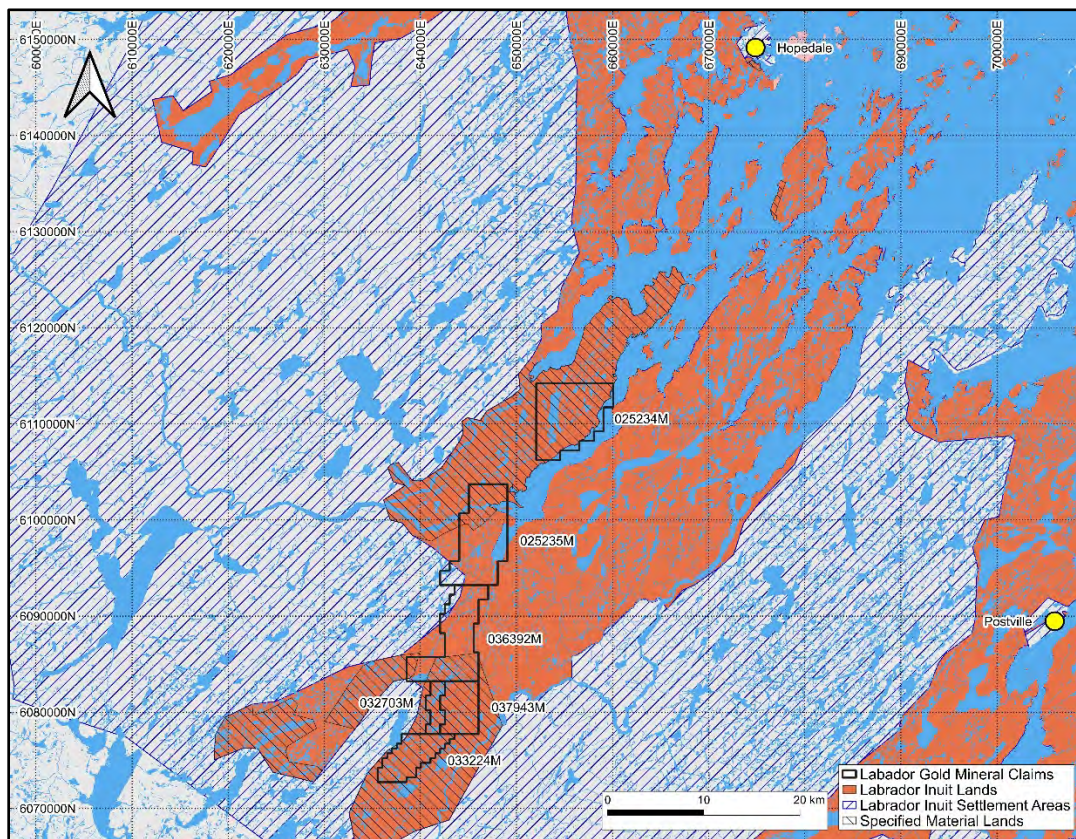 600000E
610000E
620000E
630000E
640000E
650000E
660000E
670000E
690000E
700000E
6150000N
Hopedale
6140000N
6130000N
6120000N
6110000N
025234M
6100000N
025235M
6090000N
Postville
036392M
032703M
037943M
6080000N
033224M
6070000N
0 10 20 km
Labador Gold Mineral Claims
Labrador Inuit Lands
Labrador Inuit Settlement Areas
Specified Material Lands